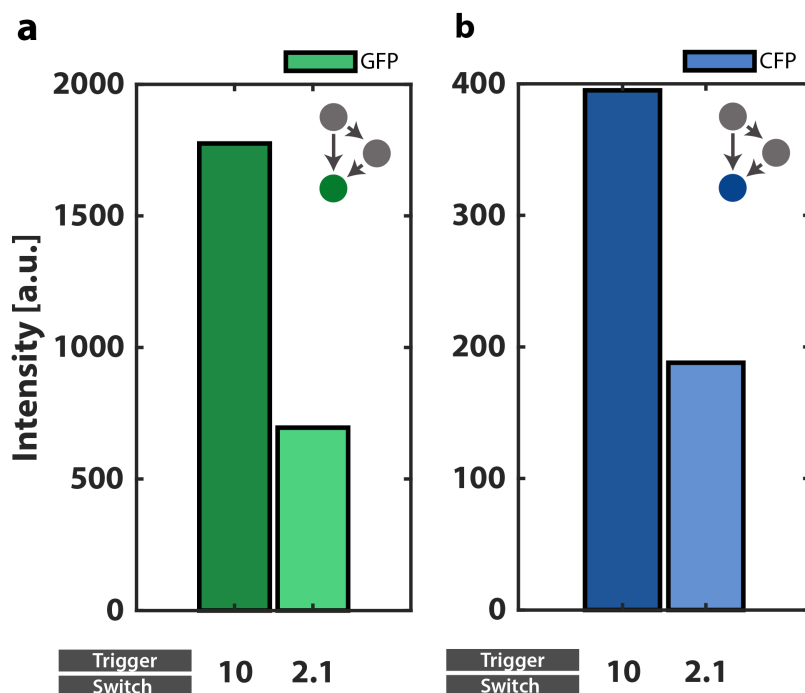 a
GFP
2000
1500
1000
500
0
Intensity [a.u.]
Trigger
Switch
10 2.1
b
CFP
400
300
200
100
0
Trigger
Switch
10 2.1